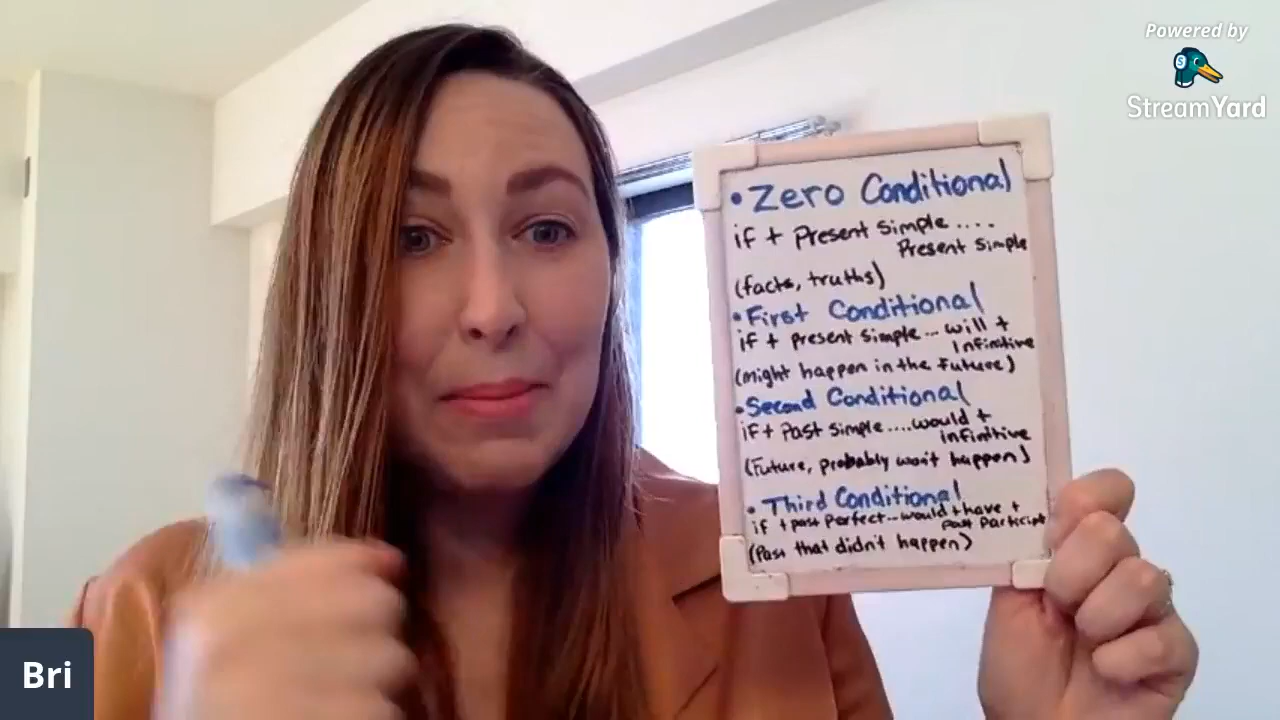 Powered by
StreamYard
• Zero Conditional
if + Present Simple ....
Present Simple
(facts, truths)
• First Conditional
if + present simple... will +
Infinitive
(might happen in the Future)
• Second Conditional
if + Past Simple ....would +
infinitive
(Future, probably won't happen)
• Third Conditional
if + past perfect...would + have +
past participl
(Past that didn't happen)
Bri